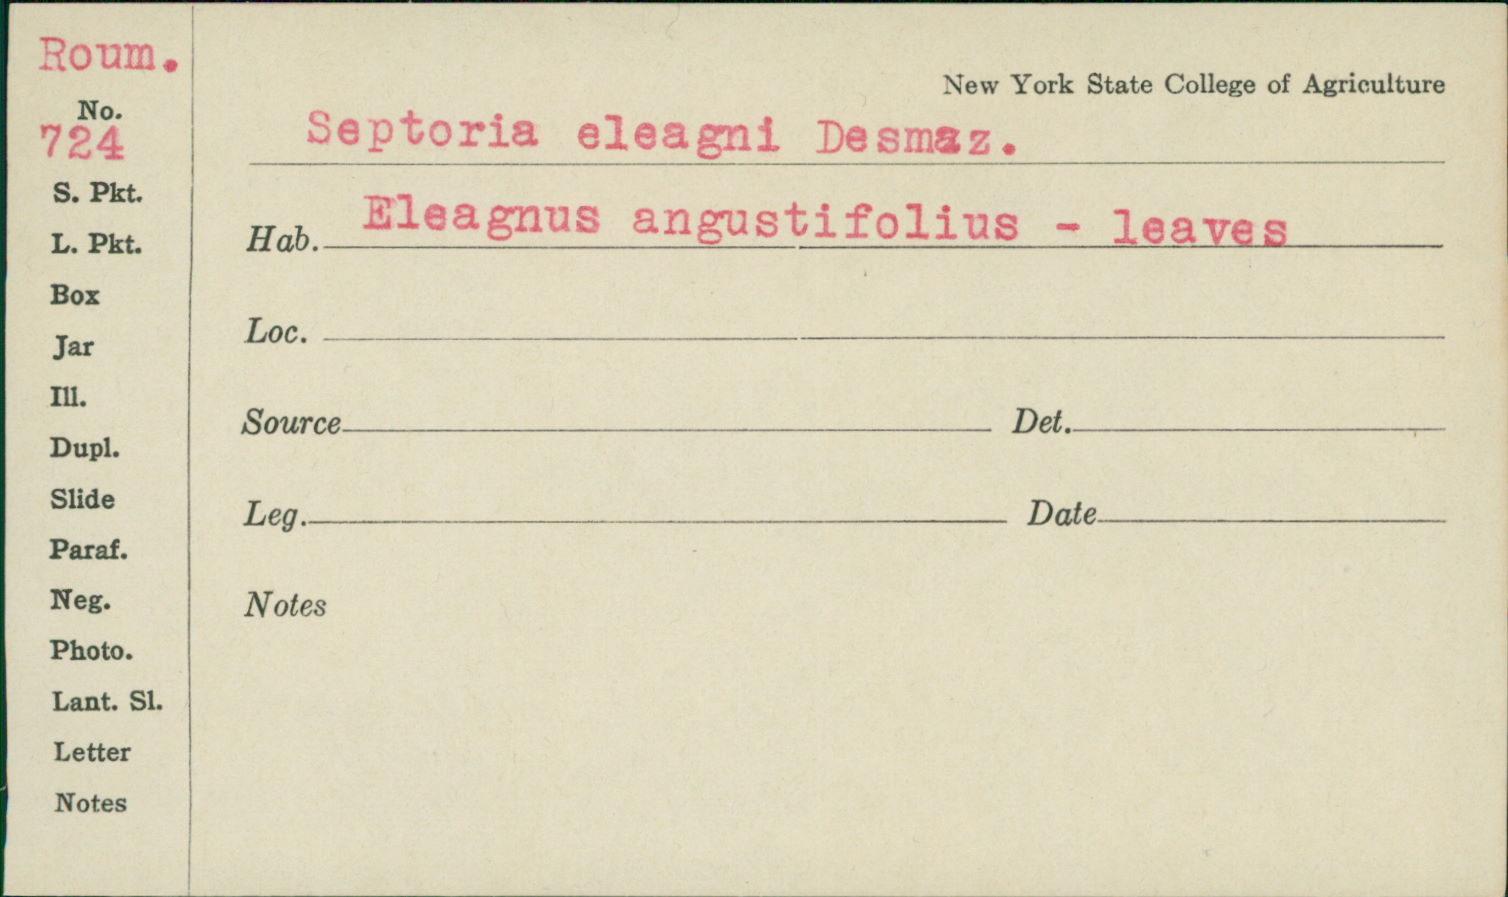 Roum.
No.
724
S. Pkt.
L. Pkt.
Box
Jar
Ill.
Dupl.
Slide
Paraf.
Neg.
Photo.
Lant. Sl.
Letter
Notes
New York State College of Agriculture
Septoria eleagni Desmaz.
Hab. Eleagnus angustifolius - leaves
Loc.
Source Det.
Leg. Date
Notes